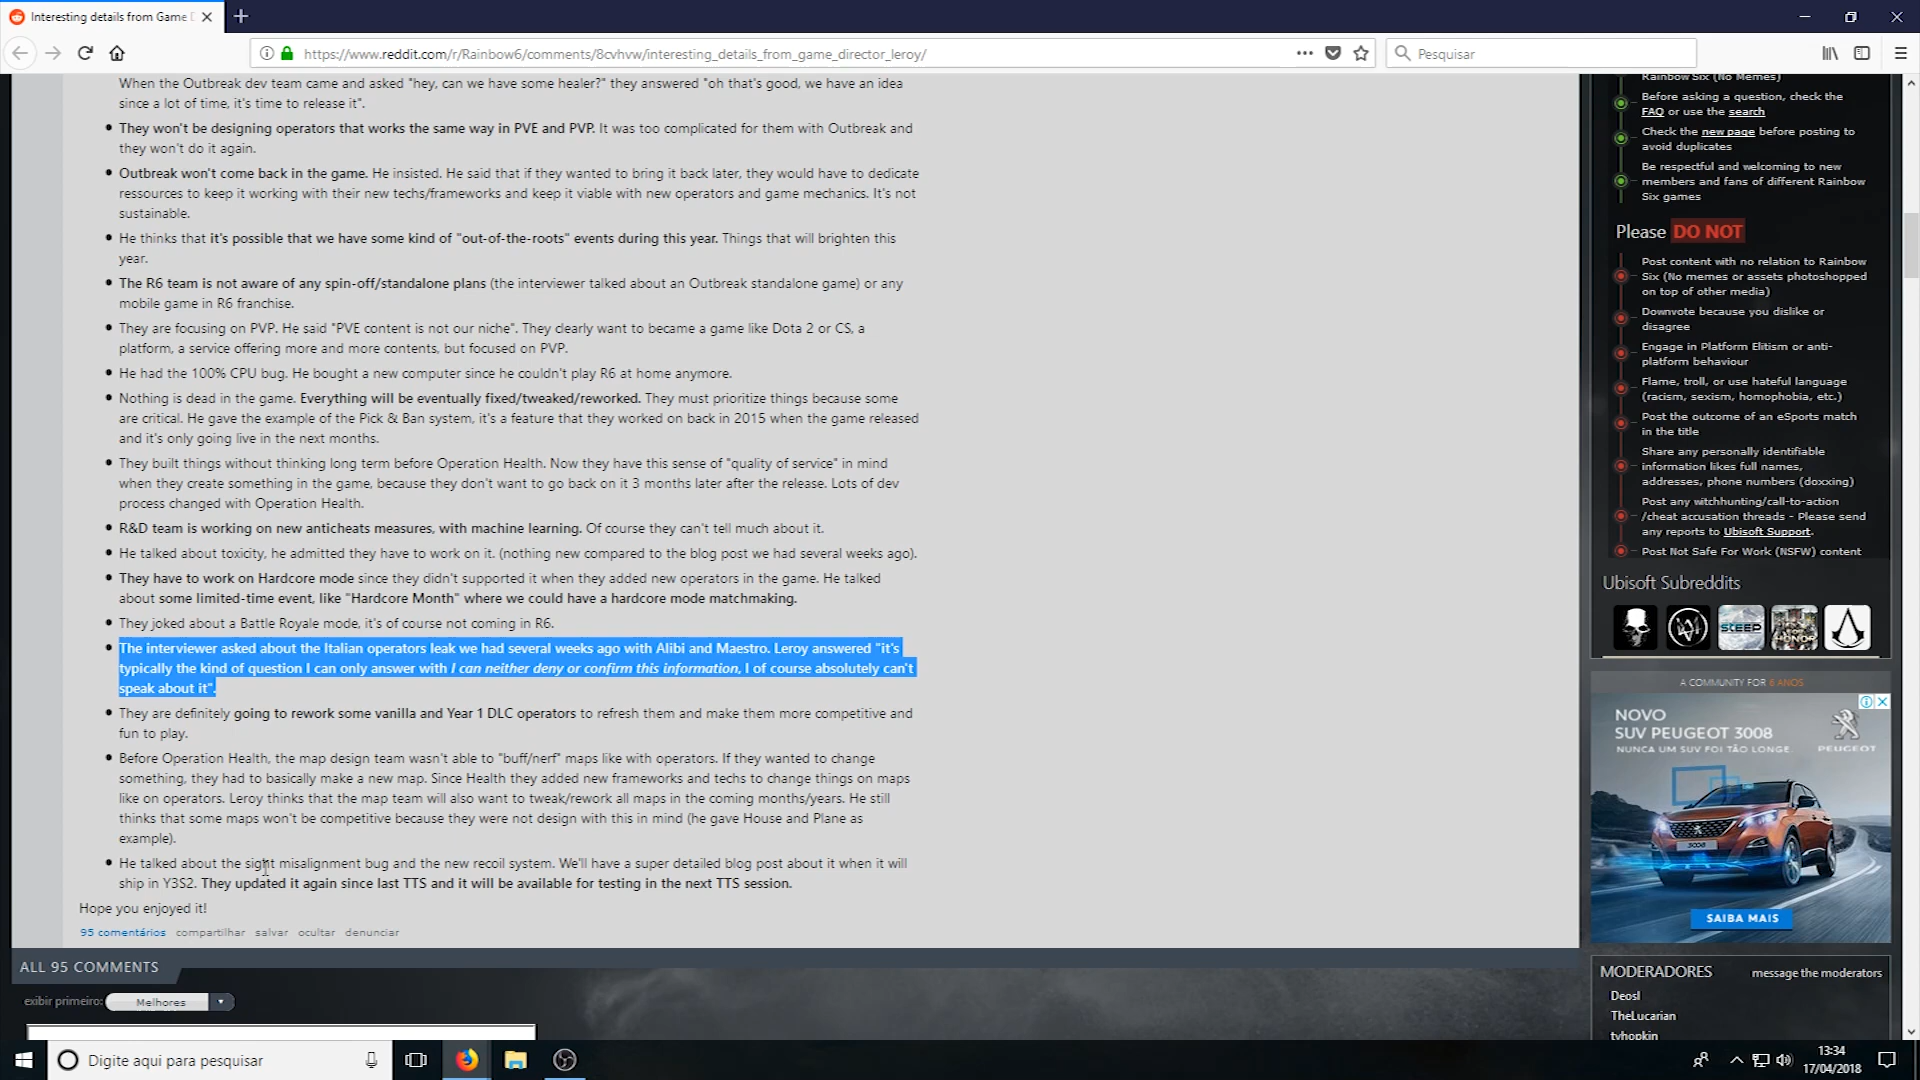 Interesting details from Game D
https://www.reddit.com/r/Rainbow6/comments/8cvhvw/interesting_details_from_game_director_leroy/
Pesquisar
When the Outbreak dev team came and asked "hey, can we have some healer?" they answered "oh that's good, we have an idea
since a lot of time, it's time to release it".
They won't be designing operators that works the same way in PVE and PVP. It was too complicated for them with Outbreak and
they won't do it again.
Outbreak won't come back in the game. He insisted. He said that if they wanted to bring it back later, they would have to dedicate
ressources to keep it working with their new techs/frameworks and keep it viable with new operators and game mechanics. It's not
sustainable.
He thinks that it's possible that we have some kind of "out-of-the-roots" events during this year. Things that will brighten this
year.
The R6 team is not aware of any spin-off/standalone plans (the interviewer talked about an Outbreak standalone game) or any
mobile game in R6 franchise.
They are focusing on PVP. He said "PVE content is not our niche". They clearly want to became a game like Dota 2 or CS, a
platform, a service offering more and more contents, but focused on PVP.
He had the 100% CPU bug. He bought a new computer since he couldn't play R6 at home anymore.
Nothing is dead in the game. Everything will be eventually fixed/tweaked/reworked. They must prioritize things because some
are critical. He gave the example of the Pick & Ban system, it's a feature that they worked on back in 2015 when the game released
and it's only going live in the next months.
They built things without thinking long term before Operation Health. Now they have this sense of "quality of service" in mind
when they create something in the game, because they don't want to go back on it 3 months later after the release. Lots of dev
process changed with Operation Health.
R&D team is working on new anticheats measures, with machine learning. Of course they can't tell much about it.
He talked about toxicity, he admitted they have to work on it. (nothing new compared to the blog post we had several weeks ago).
They have to work on Hardcore mode since they didn't supported it when they added new operators in the game. He talked
about some limited-time event, like "Hardcore Month" where we could have a hardcore mode matchmaking.
They joked about a Battle Royale mode, it's of course not coming in R6.
The interviewer asked about the Italian operators leak we had several weeks ago with Alibi and Maestro. Leroy answered "it's
typically the kind of question I can only answer with I can neither deny or confirm this information, I of course absolutely can't
speak about it".
They are definitely going to rework some vanilla and Year 1 DLC operators to refresh them and make them more competitive and
fun to play.
Before Operation Health, the map design team wasn't able to "buff/nerf" maps like with operators. If they wanted to change
something, they had to basically make a new map. Since Health they added new frameworks and techs to change things on maps
like on operators. Leroy thinks that the map team will also want to tweak/rework all maps in the coming months/years. He still
thinks that some maps won't be competitive because they were not design with this in mind (he gave House and Plane as
example).
He talked about the sight misalignment bug and the new recoil system. We'll have a super detailed blog post about it when it will
ship in Y3S2. They updated it again since last TTS and it will be available for testing in the next TTS session.
Hope you enjoyed it!
95 comentários compartilhar salvar ocultar denunciar
ALL 95 COMMENTS
exibir primeiro: Melhores
Rainbow Six (No Memes)
Before asking a question, check the
FAQ or use the search
Check the new page before posting to
avoid duplicates
Be respectful and welcoming to new
members and fans of different Rainbow
Six games
Please DO NOT
Post content with no relation to Rainbow
Six (No memes or assets photoshopped
on top of other media)
Downvote because you dislike or
disagree
Engage in Platform Elitism or anti-
platform behaviour
Flame, troll, or use hateful language
(racism, sexism, homophobia, etc.)
Post the outcome of an eSports match
in the title
Share any personally identifiable
information likes full names,
addresses, phone numbers (doxxing)
Post any witchhunting/call-to-action
/cheat accusation threads - Please send
any reports to Ubisoft Support.
Post Not Safe For Work (NSFW) content
Ubisoft Subreddits
STEEP
FOR HONOR
A COMMUNITY FOR 6 ANOS
NOVO
SUV PEUGEOT 3008
NUNCA UM SUV FOI TÃO LONGE.
PEUGEOT
3008
SAIBA MAIS
MODERADORES message the moderators
Deosl
TheLucarian
tyhopkin
Digite aqui para pesquisar
13:34
17/04/2018